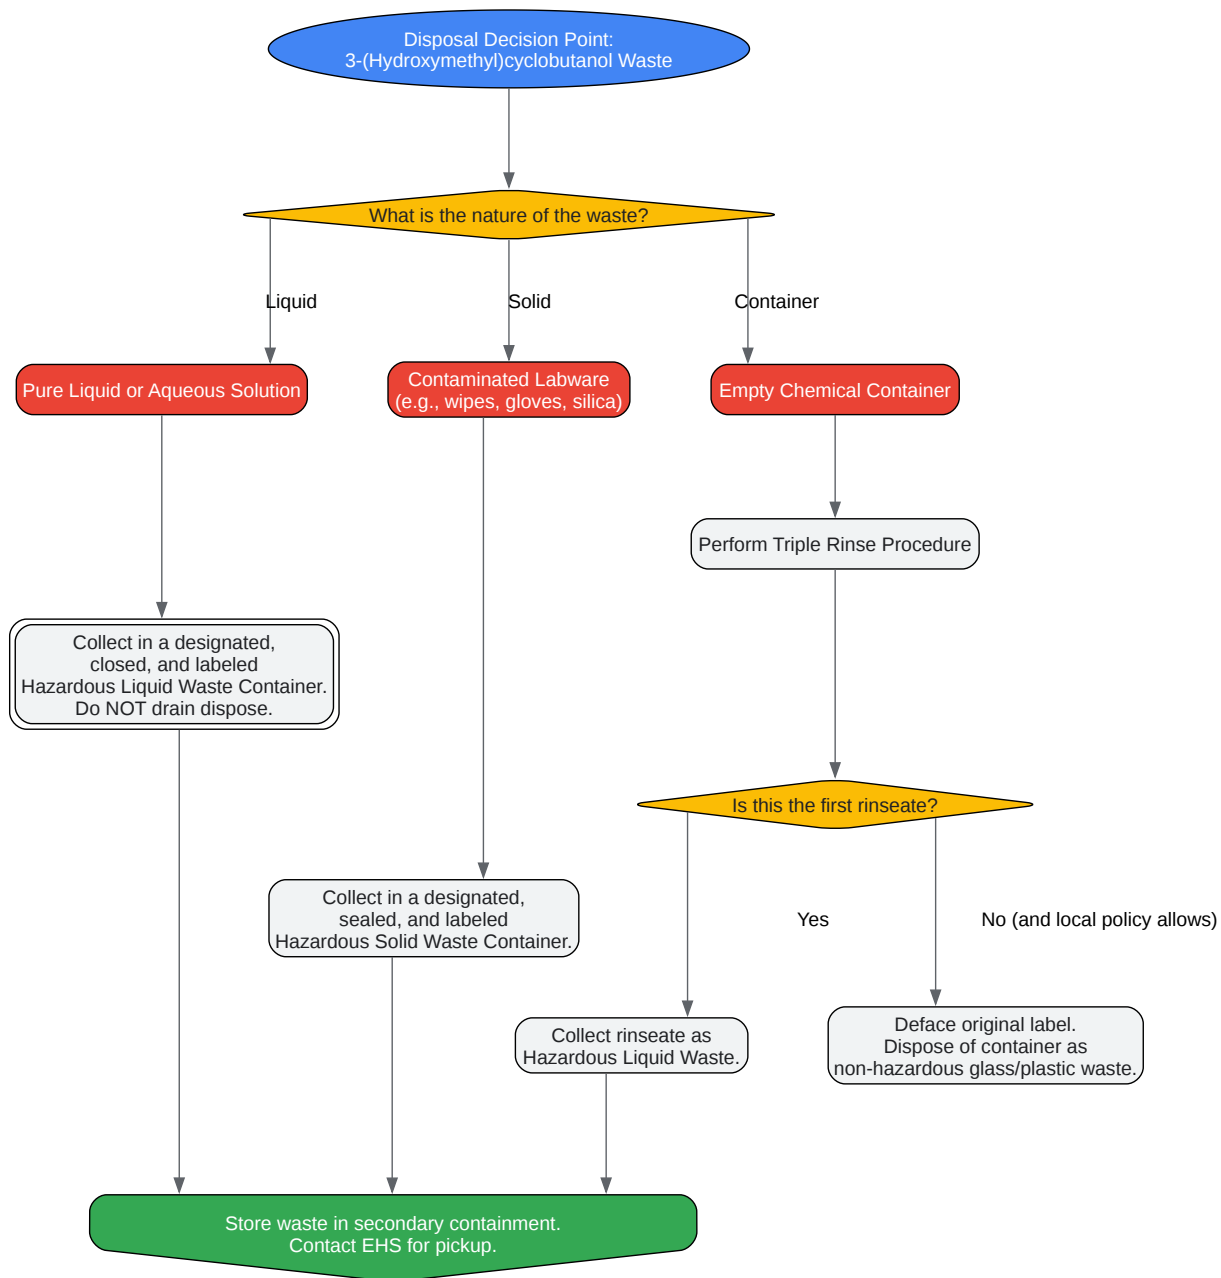 Disposal Decision Point:
3-(Hydroxymethyl)cyclobutanol Waste
What is the nature of the waste?
Liquid
Solid
Container
Pure Liquid or Aqueous Solution
Contaminated Labware
(e.g., wipes, gloves, silica)
Empty Chemical Container
Perform Triple Rinse Procedure
Collect in a designated,
closed, and labeled
Hazardous Liquid Waste Container.
Do NOT drain dispose.
Is this the first rinseate?
Collect in a designated,
sealed, and labeled
Hazardous Solid Waste Container.
Yes
No (and local policy allows)
Collect rinseate as
Hazardous Liquid Waste.
Deface original label.
Dispose of container as
non-hazardous glass/plastic waste.
Store waste in secondary containment.
Contact EHS for pickup.